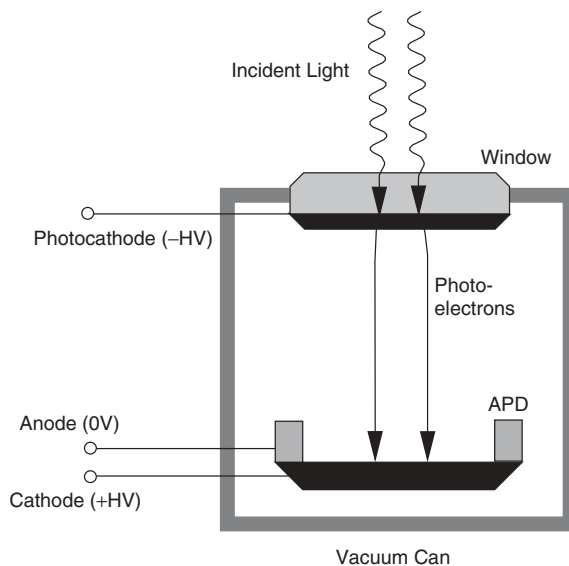 Incident Light
Window
Photocathode (–HV)
Photo-
electrons
Anode (0V)
APD
Cathode (+HV)
Vacuum Can